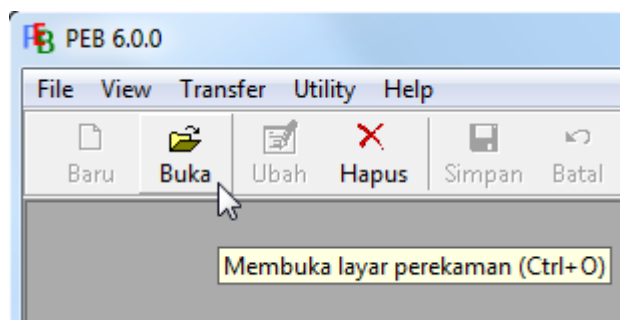 PEB PEB 6.0.0
File View Transfer Utility Help
Baru Buka Ubah Hapus Simpan Batal
Membuka layar perekaman (Ctrl+O)